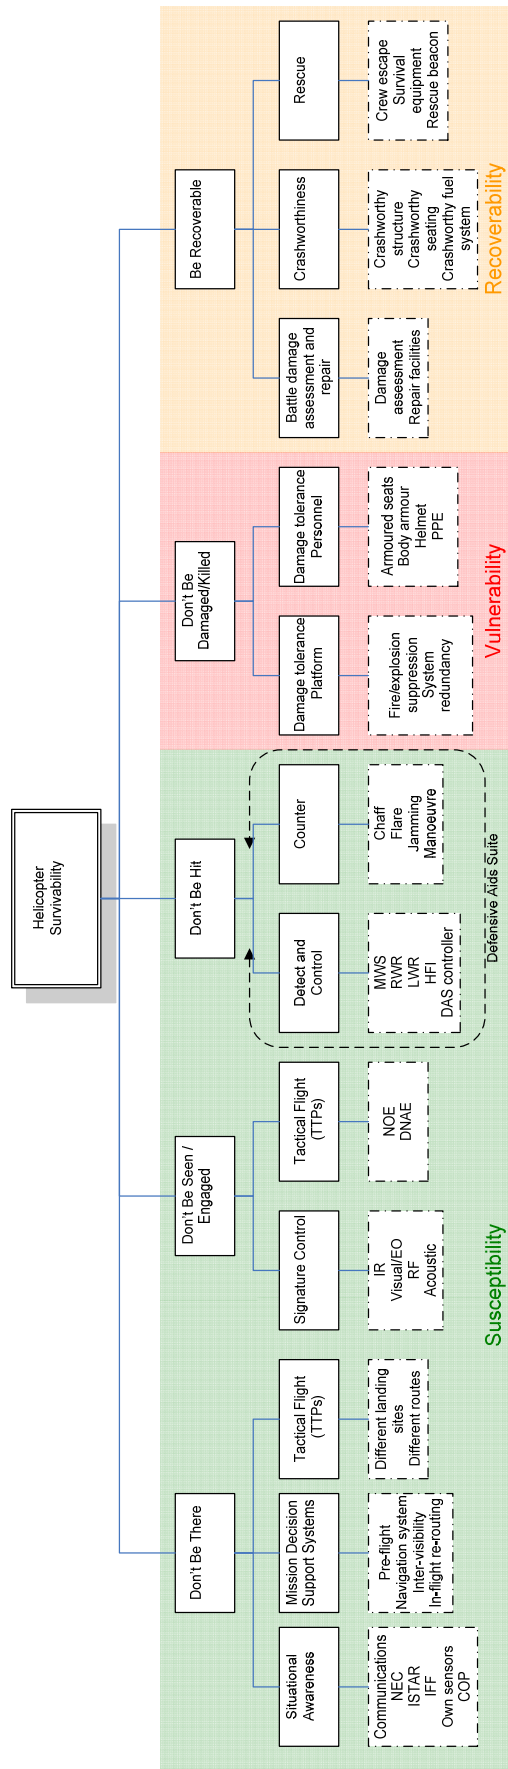 Helicopter
Survivability
Don't Be There
Don't Be Seen /
Engaged
Don't Be Hit
Don't Be
Damaged/Killed
Be Recoverable
Situational
Awareness
Mission Decision
Support Systems
Tactical Flight
(TTPs)
Signature Control
Tactical Flight
(TTPs)
Detect and
Control
Counter
Damage tolerance
Platform
Damage tolerance
Personnel
Battle damage
assessment and
repair
Crashworthiness
Rescue
Communications
NEC
ISTAR
IFF
Own sensors
COP
Pre-flight
Navigation system
Inter-visibility
In-flight re-routing
Different landing
sites
Different routes
IR
Visual/EO
RF
Acoustic
NOE
DNAE
MWS
RWR
LWR
HFI
DAS controller
Chaff
Flare
Jamming
Manoeuvre
Fire/explosion
suppression
System
redundancy
Armoured seats
Body armour
Helmet
PPE
Damage
assessment
Repair facilities
Crashworthy
structure
Crashworthy
seating
Crashworthy fuel
system
Crew escape
Survival
equipment
Rescue beacon
Defensive Aids Suite
Susceptibility
Vulnerability
Recoverability